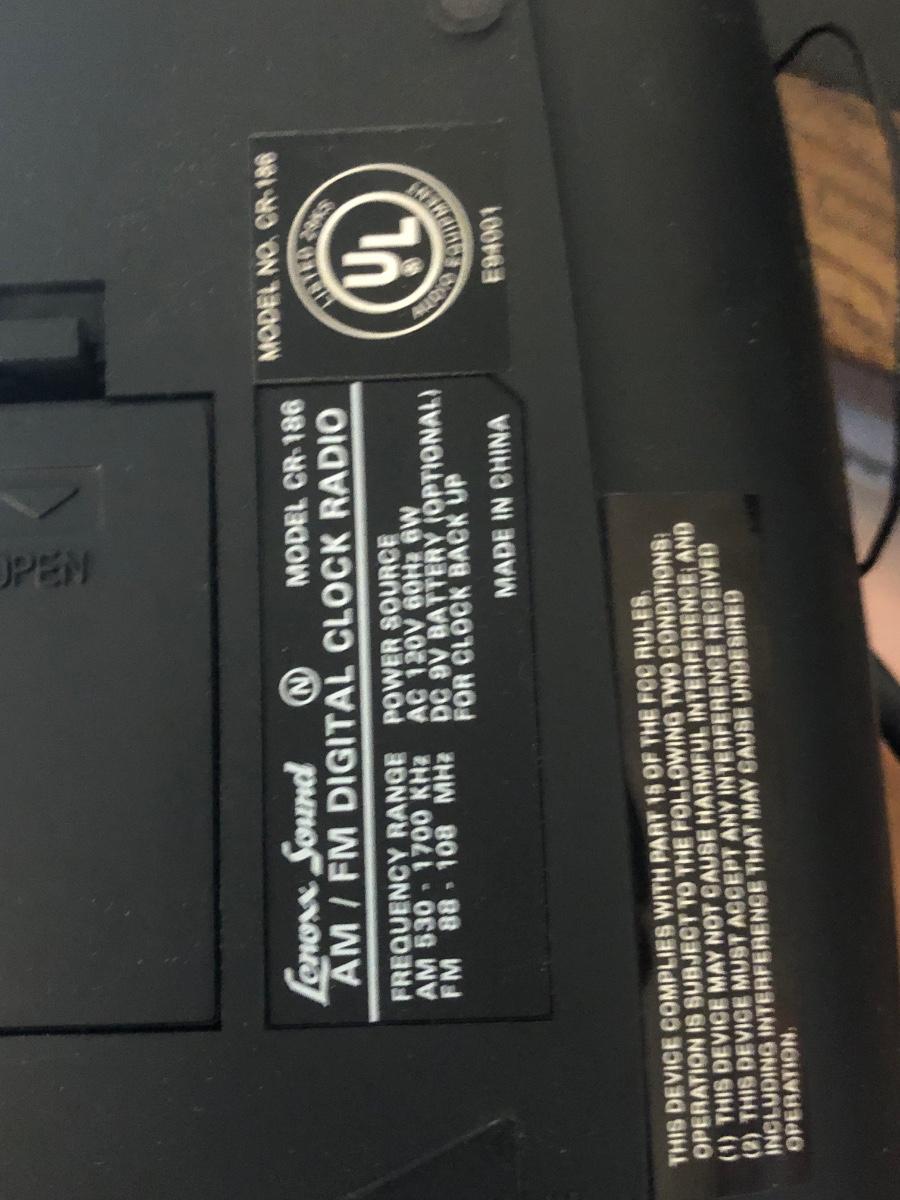 Lenoxx Sound N MODEL CR-186
AM / FM DIGITAL CLOCK RADIO
FREQUENCY RANGE
AM 530 - 1700 KHz
FM 88 - 108 MHz
POWER SOURCE
AC 120V 60Hz 6W
DC 9V BATTERY (OPTIONAL)
FOR CLOCK BACK UP
MADE IN CHINA
MODEL NO. CR-186
LISTED 29K5
UL ®
AUDIO EQUIPMENT
E94091
OPEN
THIS DEVICE COMPLIES WITH PART 15 OF THE FCC RULES.
OPERATION IS SUBJECT TO THE FOLLOWING TWO CONDITIONS:
(1) THIS DEVICE MAY NOT CAUSE HARMFUL INTERFERENCE; AND
(2) THIS DEVICE MUST ACCEPT ANY INTERFERENCE RECEIVED
INCLUDING INTERFERENCE THAT MAY CAUSE UNDESIRED
OPERATION.